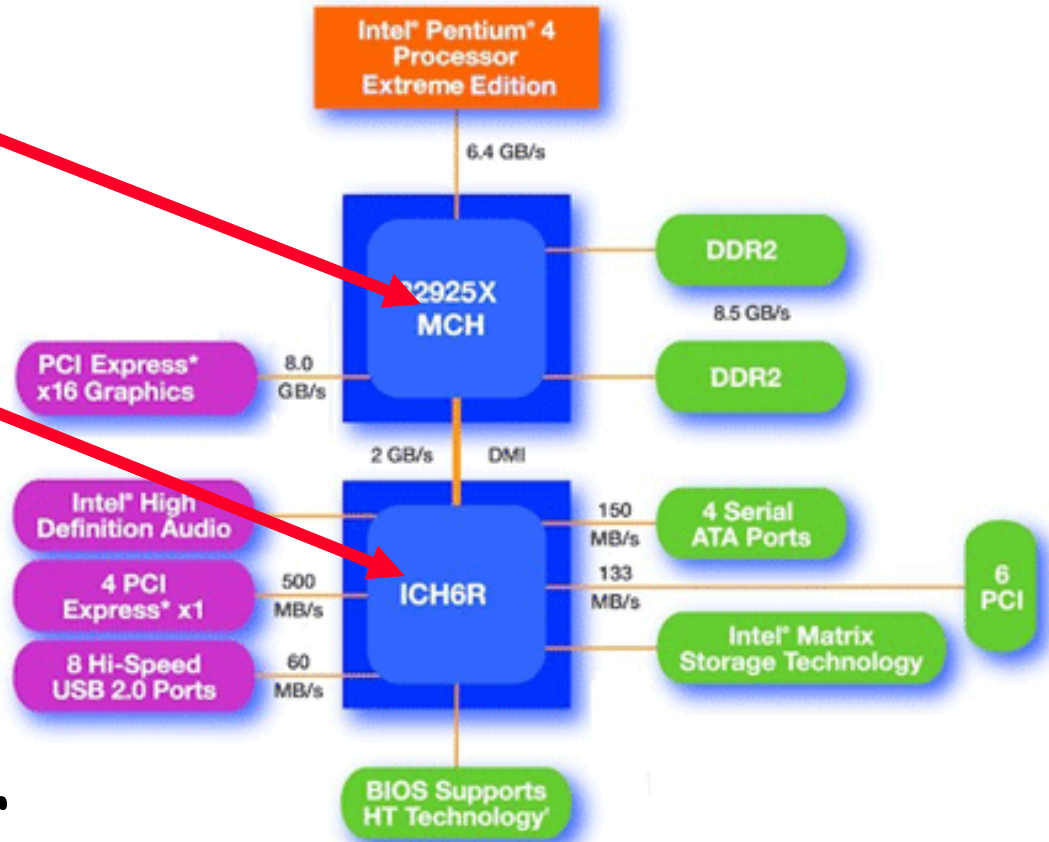 Intel® Pentium® 4
Processor
Extreme Edition
6.4 GB/s
2925X
MCH
DDR2
8.5 GB/s
DDR2
PCI Express*
x16 Graphics
8.0
GB/s
2 GB/s
DMI
Intel® High
Definition Audio
4 PCI
Express* x1
500
MB/s
8 Hi-Speed
USB 2.0 Ports
60
MB/s
ICH6R
150
MB/s
4 Serial
ATA Ports
133
MB/s
6
PCI
Intel® Matrix
Storage Technology
BIOS Supports
HT Technology¹
.